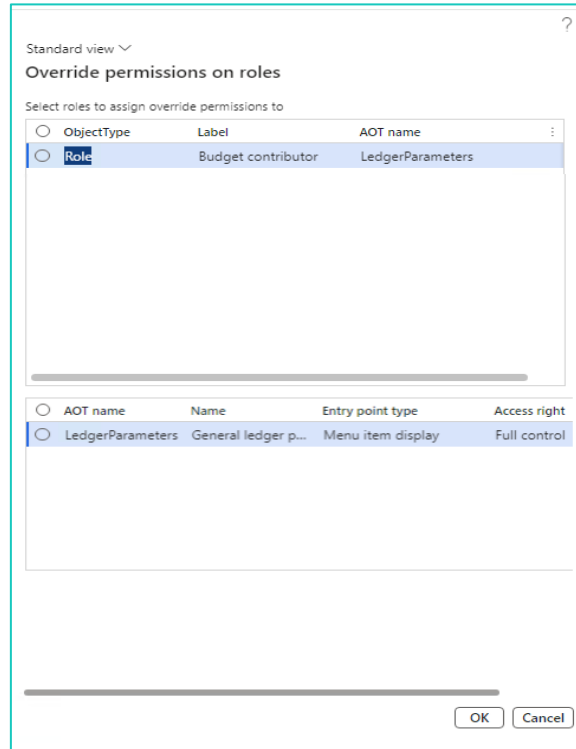 ?
Standard view
Override permissions on roles
Select roles to assign override permissions to
ObjectType Label AOT name
Role Budget contributor LedgerParameters
AOT name Name Entry point type Access right
LedgerParameters General ledger p... Menu item display Full control
OK Cancel